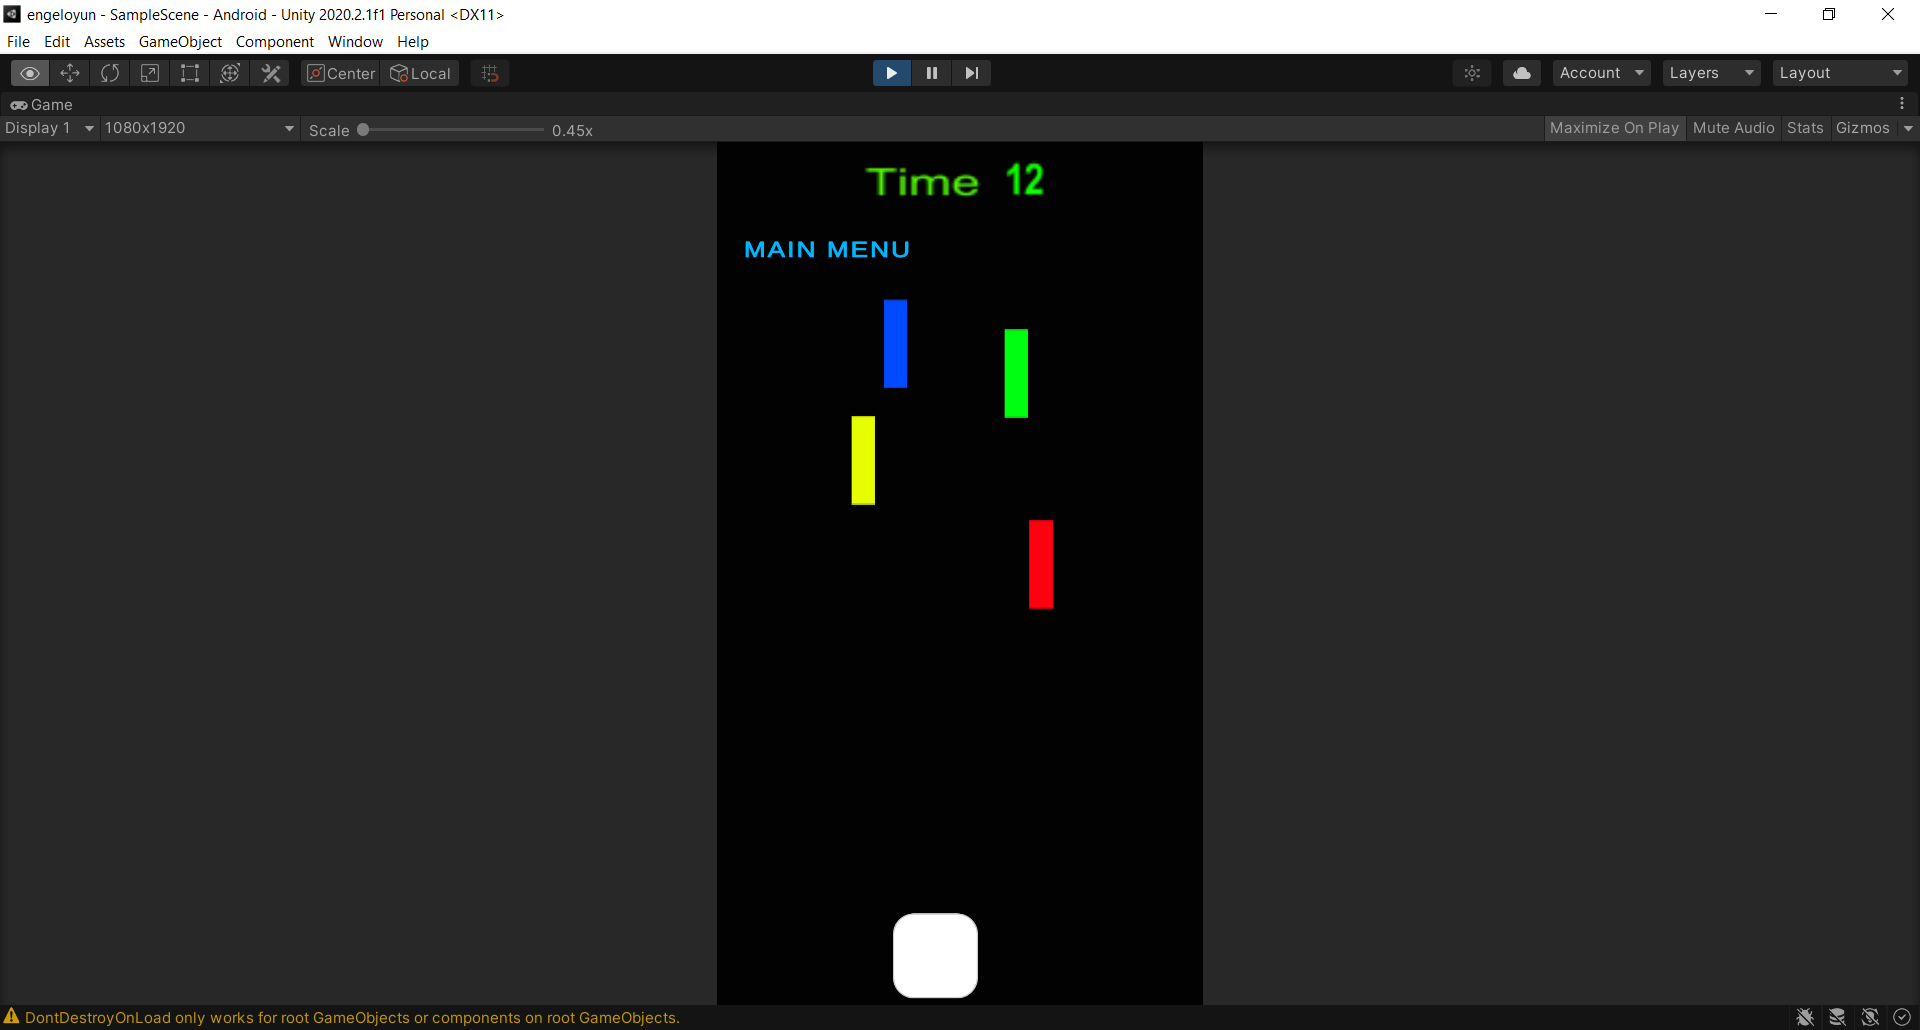 engeloyun - SampleScene - Android - Unity 2020.2.1f1 Personal <DX11>
File Edit Assets GameObject Component Window Help
Center Local Account Layers Layout
Game
Display 1 1080x1920 Scale 0.45x Maximize On Play Mute Audio Stats Gizmos
Time 12
MAIN MENU
DontDestroyOnLoad only works for root GameObjects or components on root GameObjects.